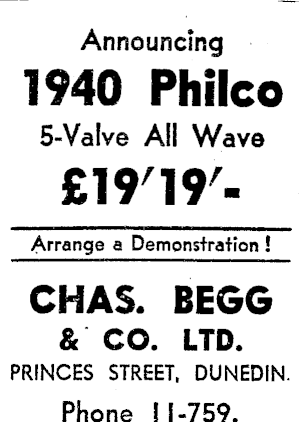 Announcing
1940 Philco
5-Valve All Wave
£19'19'-
Arrange a Demonstration!
CHAS. BEGG
& CO. LTD.
PRINCES STREET, DUNEDIN.
Phone 11-759.